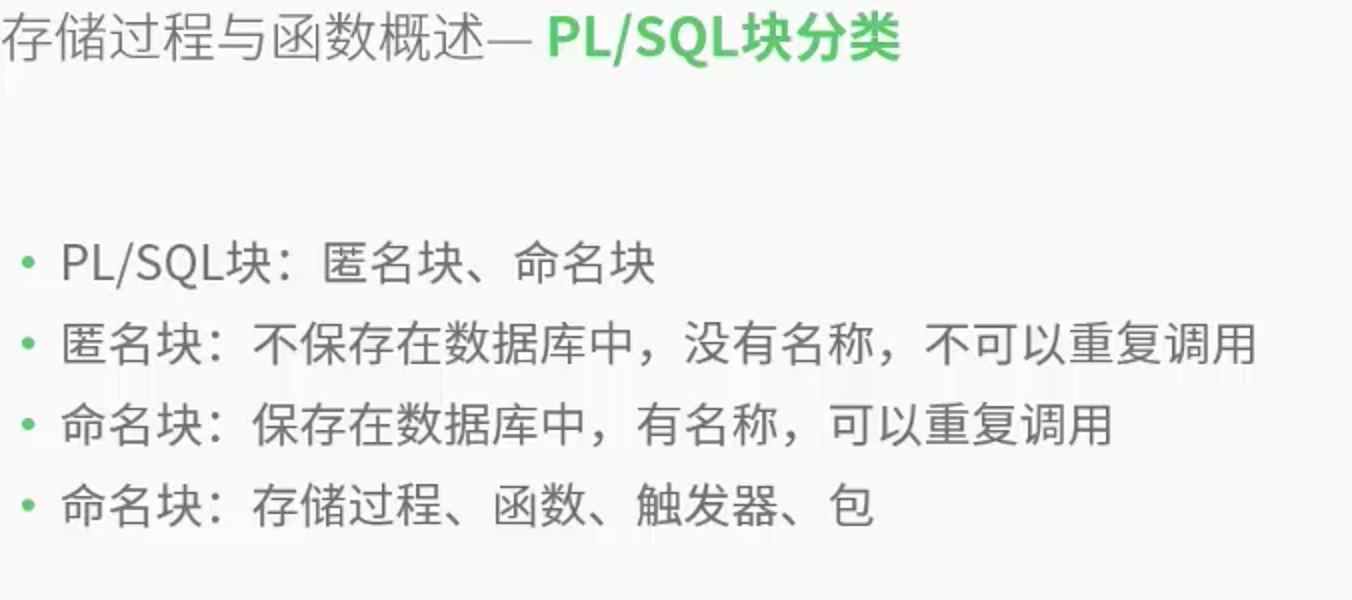 存储过程与函数概述— PL/SQL块分类
• PL/SQL块：匿名块、命名块
• 匿名块：不保存在数据库中，没有名称，不可以重复调用
• 命名块：保存在数据库中，有名称，可以重复调用
• 命名块：存储过程、函数、触发器、包